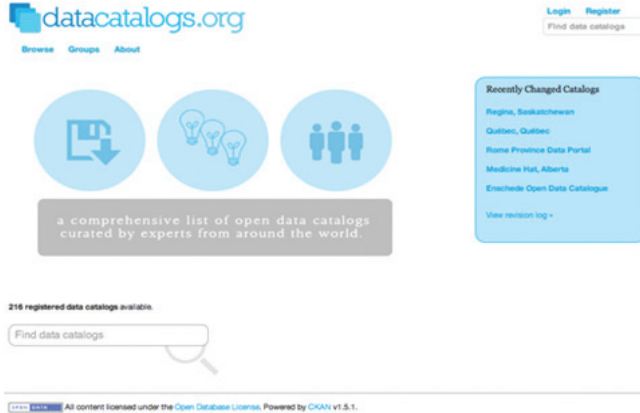 datacatalogs.org
Login Register
Find data catalogs
Browse Groups About
Recently Changed Catalogs
Regina, Saskatchewan
Québec, Québec
Rome Province Data Portal
Medicine Hat, Alberta
Enschede Open Data Catalogue
View revision log »
a comprehensive list of open data catalogs
curated by experts from around the world.
216 registered data catalogs available.
Find data catalogs
OPEN DATA All content licensed under the Open Database License. Powered by CKAN v1.5.1.